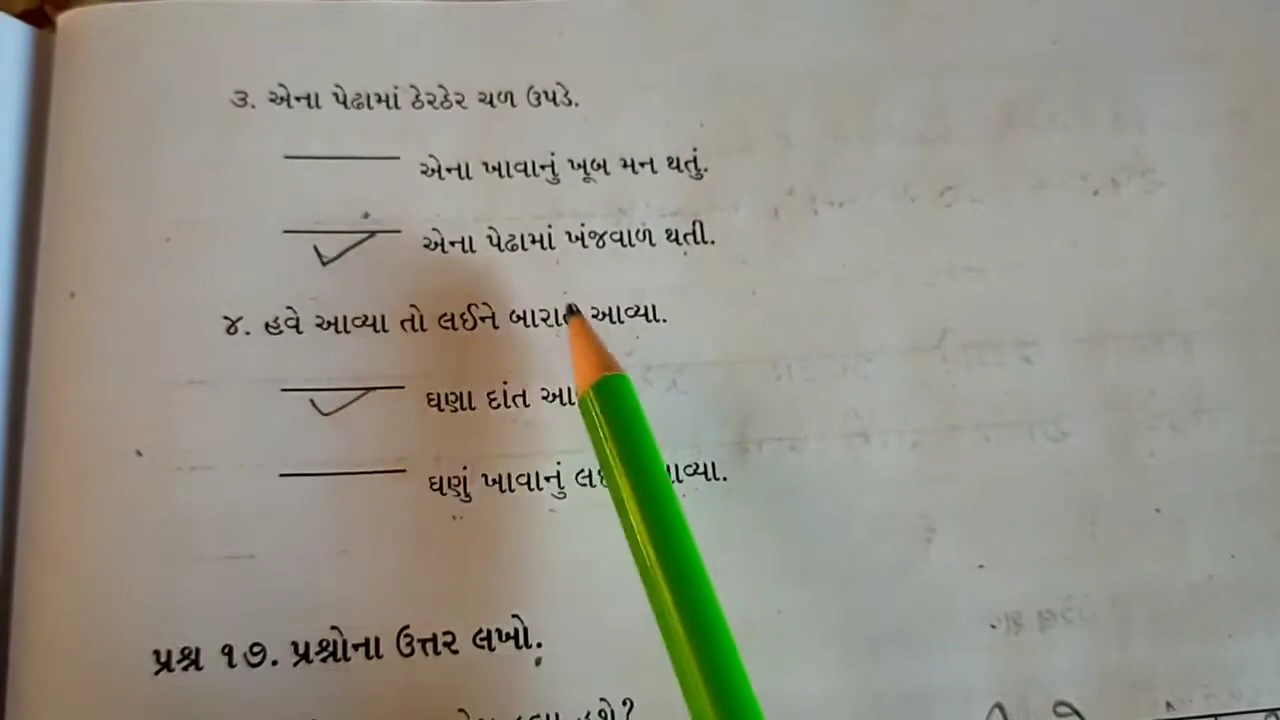 ૩. એના પેઢામાં ઠેરઠેર ચળ ઉપડે.
એના ખાવાનું ખૂબ મન થતું.
એના પેઢામાં ખંજવાળ થતી.
૪. હવે આવ્યા તો લઈને આવ્યા.
ઘણા દાંત
ઘણું ખાવાનું
પ્રશ્ન ૧૭. પ્રશ્નોના ઉત્તર લખો.